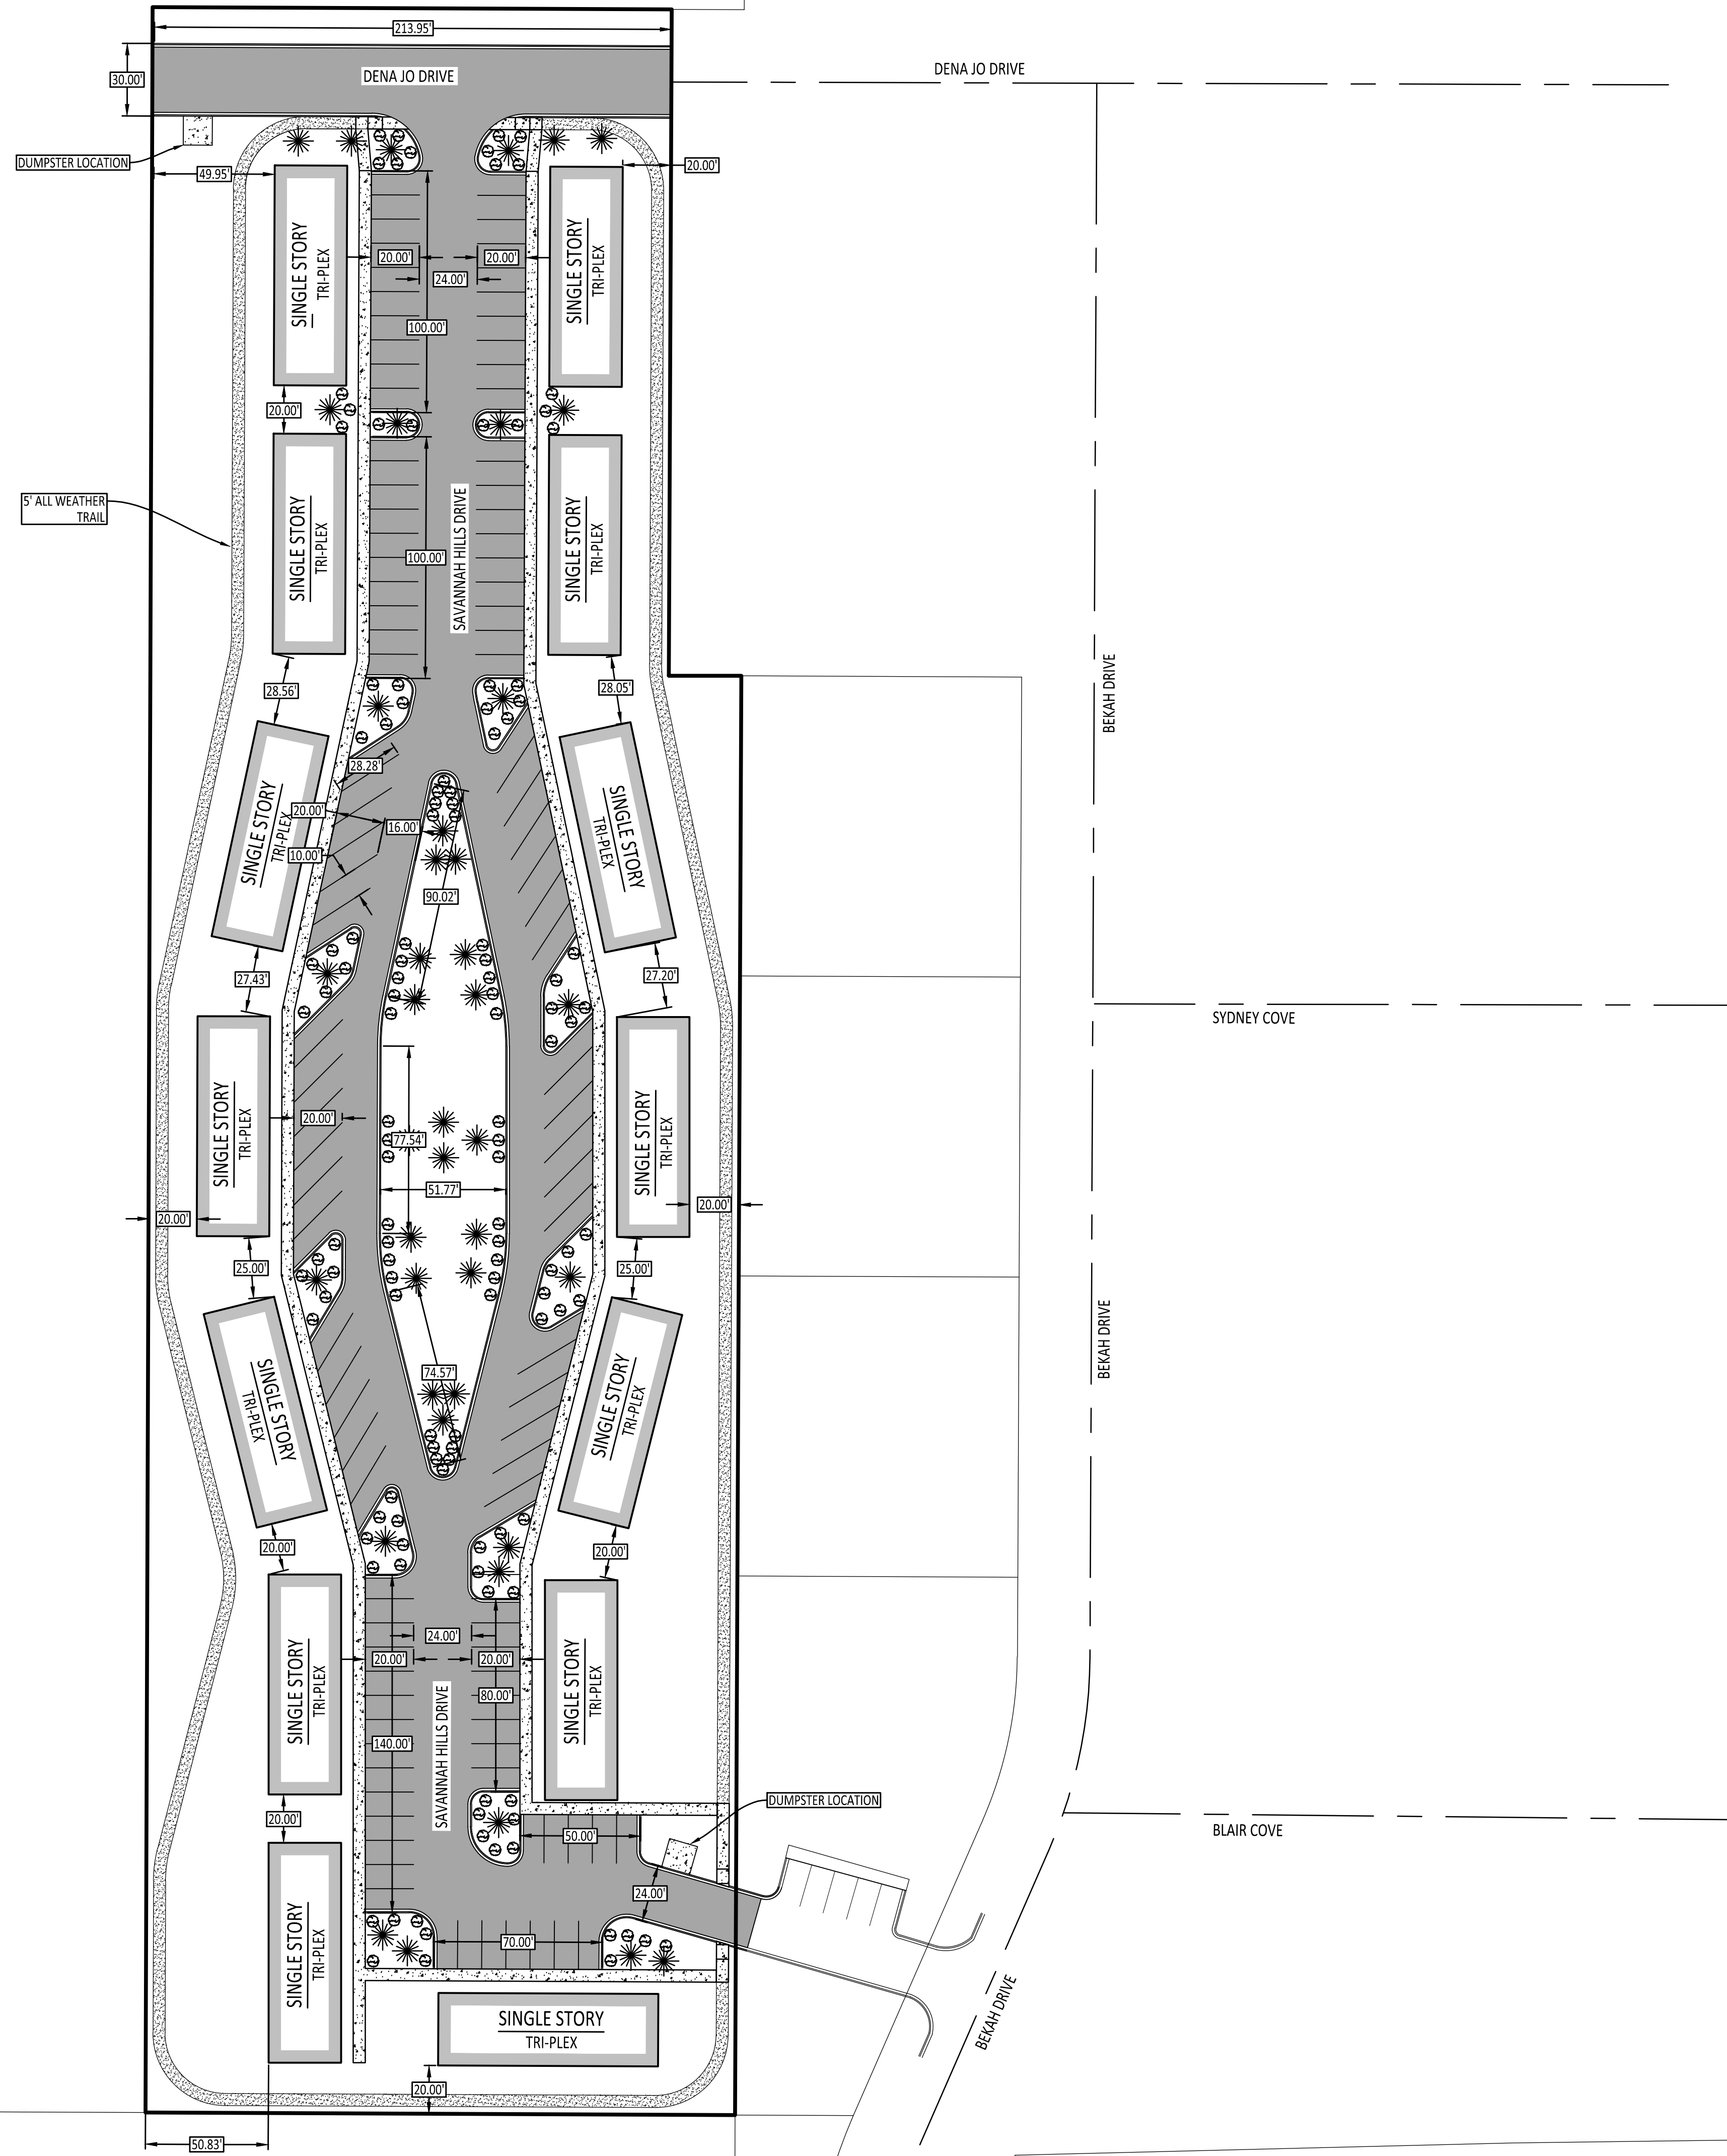 213.95'
30.00'
DENA JO DRIVE
DENA JO DRIVE
DUMPSTER LOCATION
49.95'
20.00'
SINGLE STORY
TRI-PLEX
20.00'
20.00'
24.00'
SINGLE STORY
TRI-PLEX
100.00'
20.00'
5' ALL WEATHER
TRAIL
SINGLE STORY
TRI-PLEX
100.00'
SAVANNAH HILLS DRIVE
SINGLE STORY
TRI-PLEX
28.56'
28.05'
BEKAH DRIVE
28.28'
SINGLE STORY
TRI-PLEX
20.00'
16.00'
10.00'
SINGLE STORY
TRI-PLEX
90.02'
27.43'
27.20'
SYDNEY COVE
SINGLE STORY
TRI-PLEX
20.00'
77.54'
SINGLE STORY
TRI-PLEX
51.77'
20.00'
20.00'
25.00'
25.00'
BEKAH DRIVE
SINGLE STORY
TRI-PLEX
74.57'
SINGLE STORY
TRI-PLEX
20.00'
20.00'
24.00'
20.00'
20.00'
SINGLE STORY
TRI-PLEX
80.00'
SINGLE STORY
TRI-PLEX
140.00'
SAVANNAH HILLS DRIVE
DUMPSTER LOCATION
20.00'
50.00'
BLAIR COVE
24.00'
SINGLE STORY
TRI-PLEX
70.00'
BEKAH DRIVE
SINGLE STORY
TRI-PLEX
20.00'
50.83'